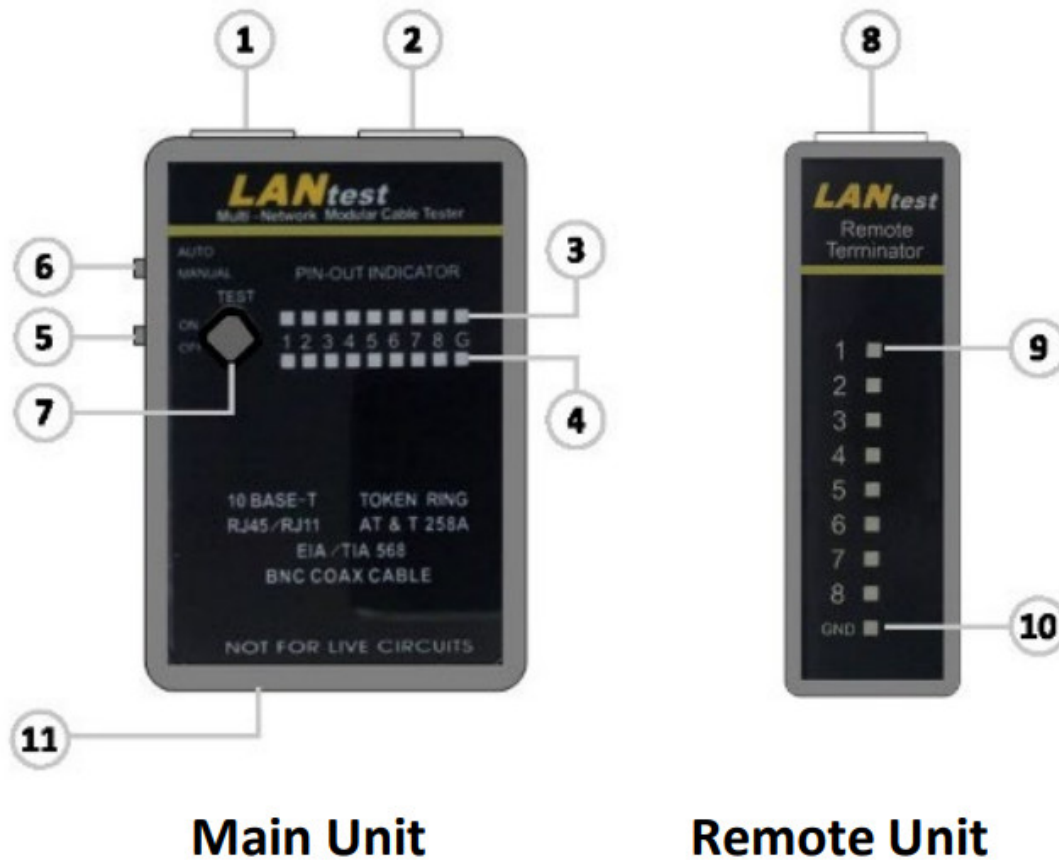 1 2 8
LANtest
Multi-Network Modular Cable Tester
AUTO
MANUAL
PIN-OUT INDICATOR
TEST
ON
OFF
1 2 3 4 5 6 7 8 G
6
5
7
3
4
10 BASE-T TOKEN RING
RJ45/RJ11 AT & T 258A
EIA/TIA 568
BNC COAX CABLE
NOT FOR LIVE CIRCUITS
11
LANtest
Remote
Terminator
1
2
3
4
5
6
7
8
GND
9
10
Main Unit Remote Unit